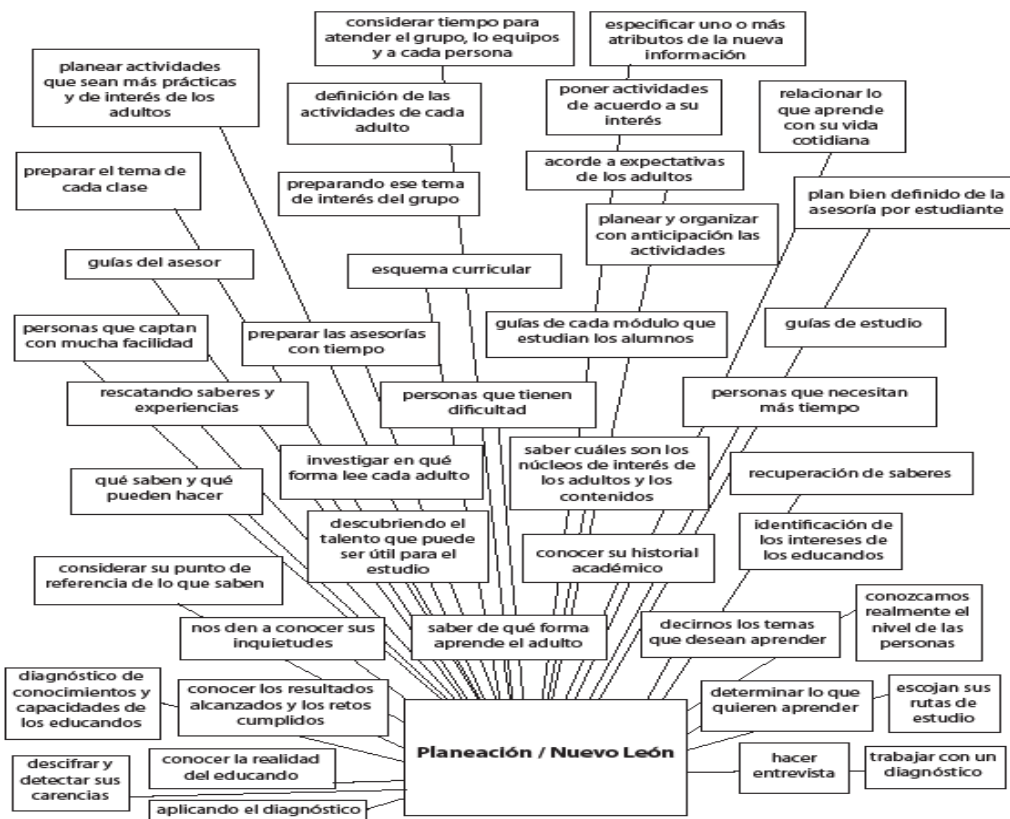 considerar tiempo para
atender el grupo, lo equipos
y a cada persona
especificar uno o más
atributos de la nueva
información
planear actividades
que sean más prácticas
y de interés de los
adultos
definición de las
actividades de cada
adulto
poner actividades
de acuerdo a su
interés
relacionar lo
que aprende
con su vida
cotidiana
preparar el tema de
cada clase
preparando ese tema
de interés del grupo
acorde a expectativas
de los adultos
plan bien definido de la
asesoría por estudiante
planear y organizar
con anticipación las
actividades
guías del asesor
esquema curricular
personas que captan
con mucha facilidad
preparar las asesorías
con tiempo
guías de cada módulo que
estudian los alumnos
guías de estudio
rescatando saberes y
experiencias
personas que tienen
dificultad
personas que necesitan
más tiempo
investigar en qué
forma lee cada adulto
saber cuáles son los
núcleos de interés de
los adultos y los
contenidos
recuperación de saberes
qué saben y qué
pueden hacer
descubriendo el
talento que puede
ser útil para el
estudio
conocer su historial
académico
identificación de
los intereses de
los educandos
considerar su punto de
referencia de lo que saben
nos den a conocer sus
inquietudes
saber de qué forma
aprende el adulto
decirnos los temas
que desean aprender
conozcamos
realmente el
nivel de las
personas
diagnóstico de
conocimientos y
capacidades de
los educandos
conocer los resultados
alcanzados y los retos
cumplidos
determinar lo que
quieren aprender
escojan sus
rutas de
estudio
Planeación / Nuevo León
descifrar y
detectar sus
carencias
conocer la realidad
del educando
hacer
entrevista
trabajar con un
diagnóstico
aplicando el diagnóstico